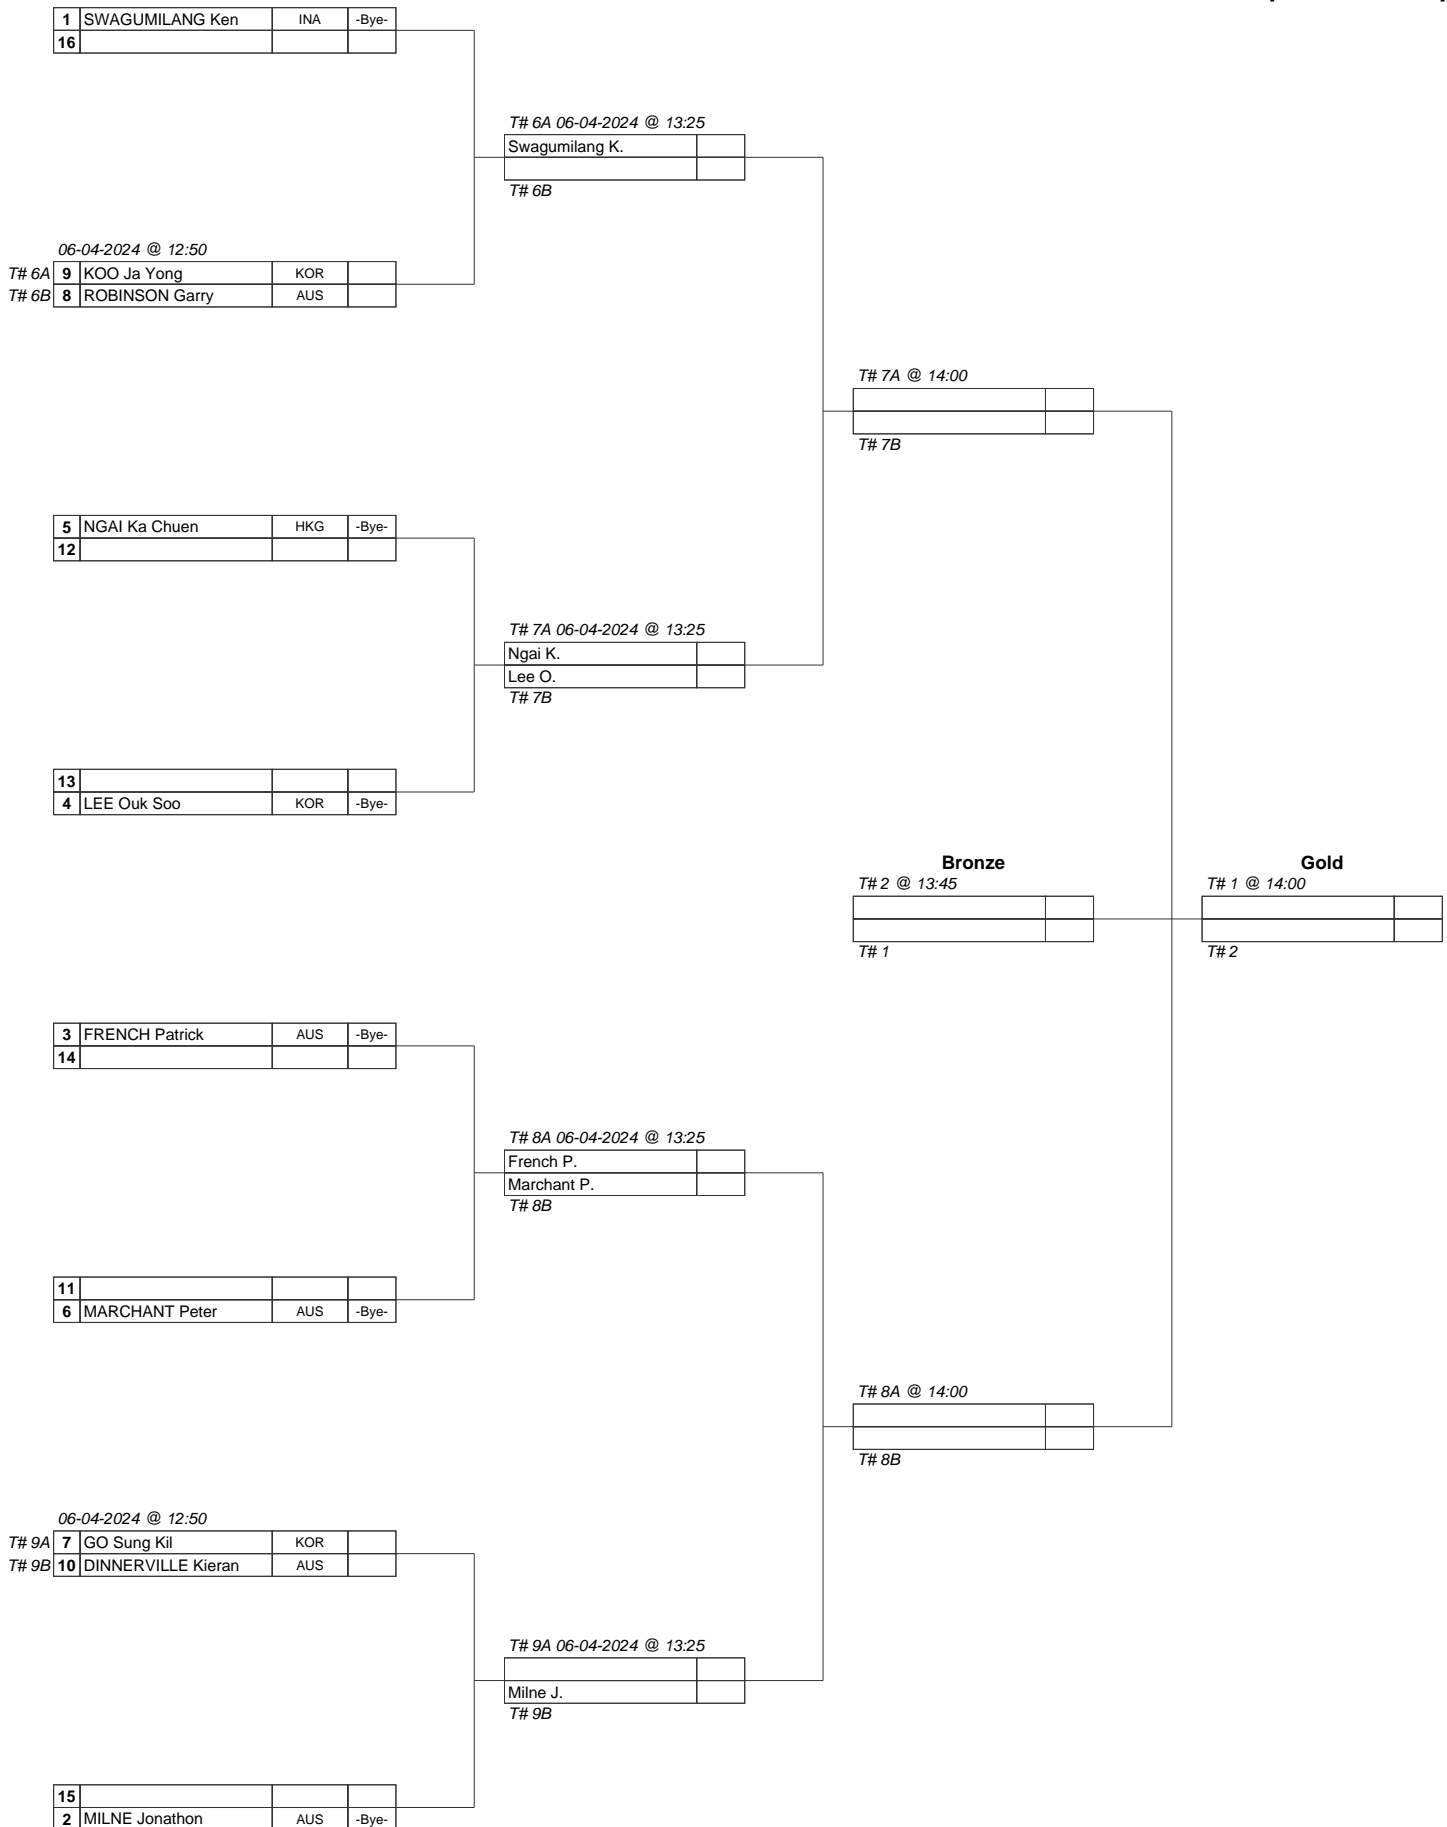 1 SWAGUMILANG Ken INA -Bye-
16
T# 6A 06-04-2024 @ 13:25
Swagumilang K.
T# 6B
06-04-2024 @ 12:50
T# 6A 9 KOO Ja Yong KOR
T# 6B 8 ROBINSON Garry AUS
T# 7A @ 14:00
T# 7B
5 NGAI Ka Chuen HKG -Bye-
12
T# 7A 06-04-2024 @ 13:25
Ngai K.
Lee O.
T# 7B
13
4 LEE Ouk Soo KOR -Bye-
Bronze Gold
T# 2 @ 13:45 T# 1 @ 14:00
T# 1 T# 2
3 FRENCH Patrick AUS -Bye-
14
T# 8A 06-04-2024 @ 13:25
French P.
Marchant P.
T# 8B
11
6 MARCHANT Peter AUS -Bye-
T# 8A @ 14:00
T# 8B
06-04-2024 @ 12:50
T# 9A 7 GO Sung Kil KOR
T# 9B 10 DINNERVILLE Kieran AUS
T# 9A 06-04-2024 @ 13:25
Milne J.
T# 9B
15
2 MILNE Jonathon AUS -Bye-